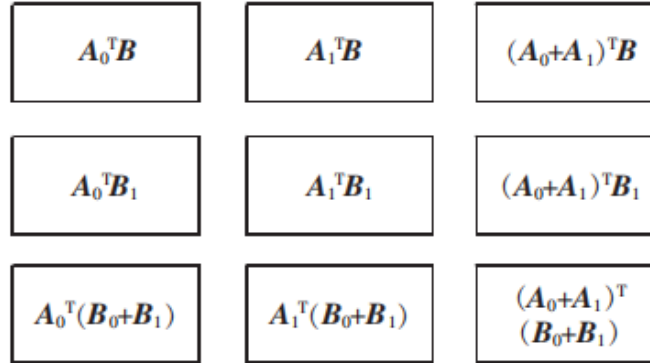 A₀ᵀB A₁ᵀB (A₀+A₁)ᵀB
A₀ᵀB₁ A₁ᵀB₁ (A₀+A₁)ᵀB₁
A₀ᵀ(B₀+B₁) A₁ᵀ(B₀+B₁) (A₀+A₁)ᵀ
(B₀+B₁)